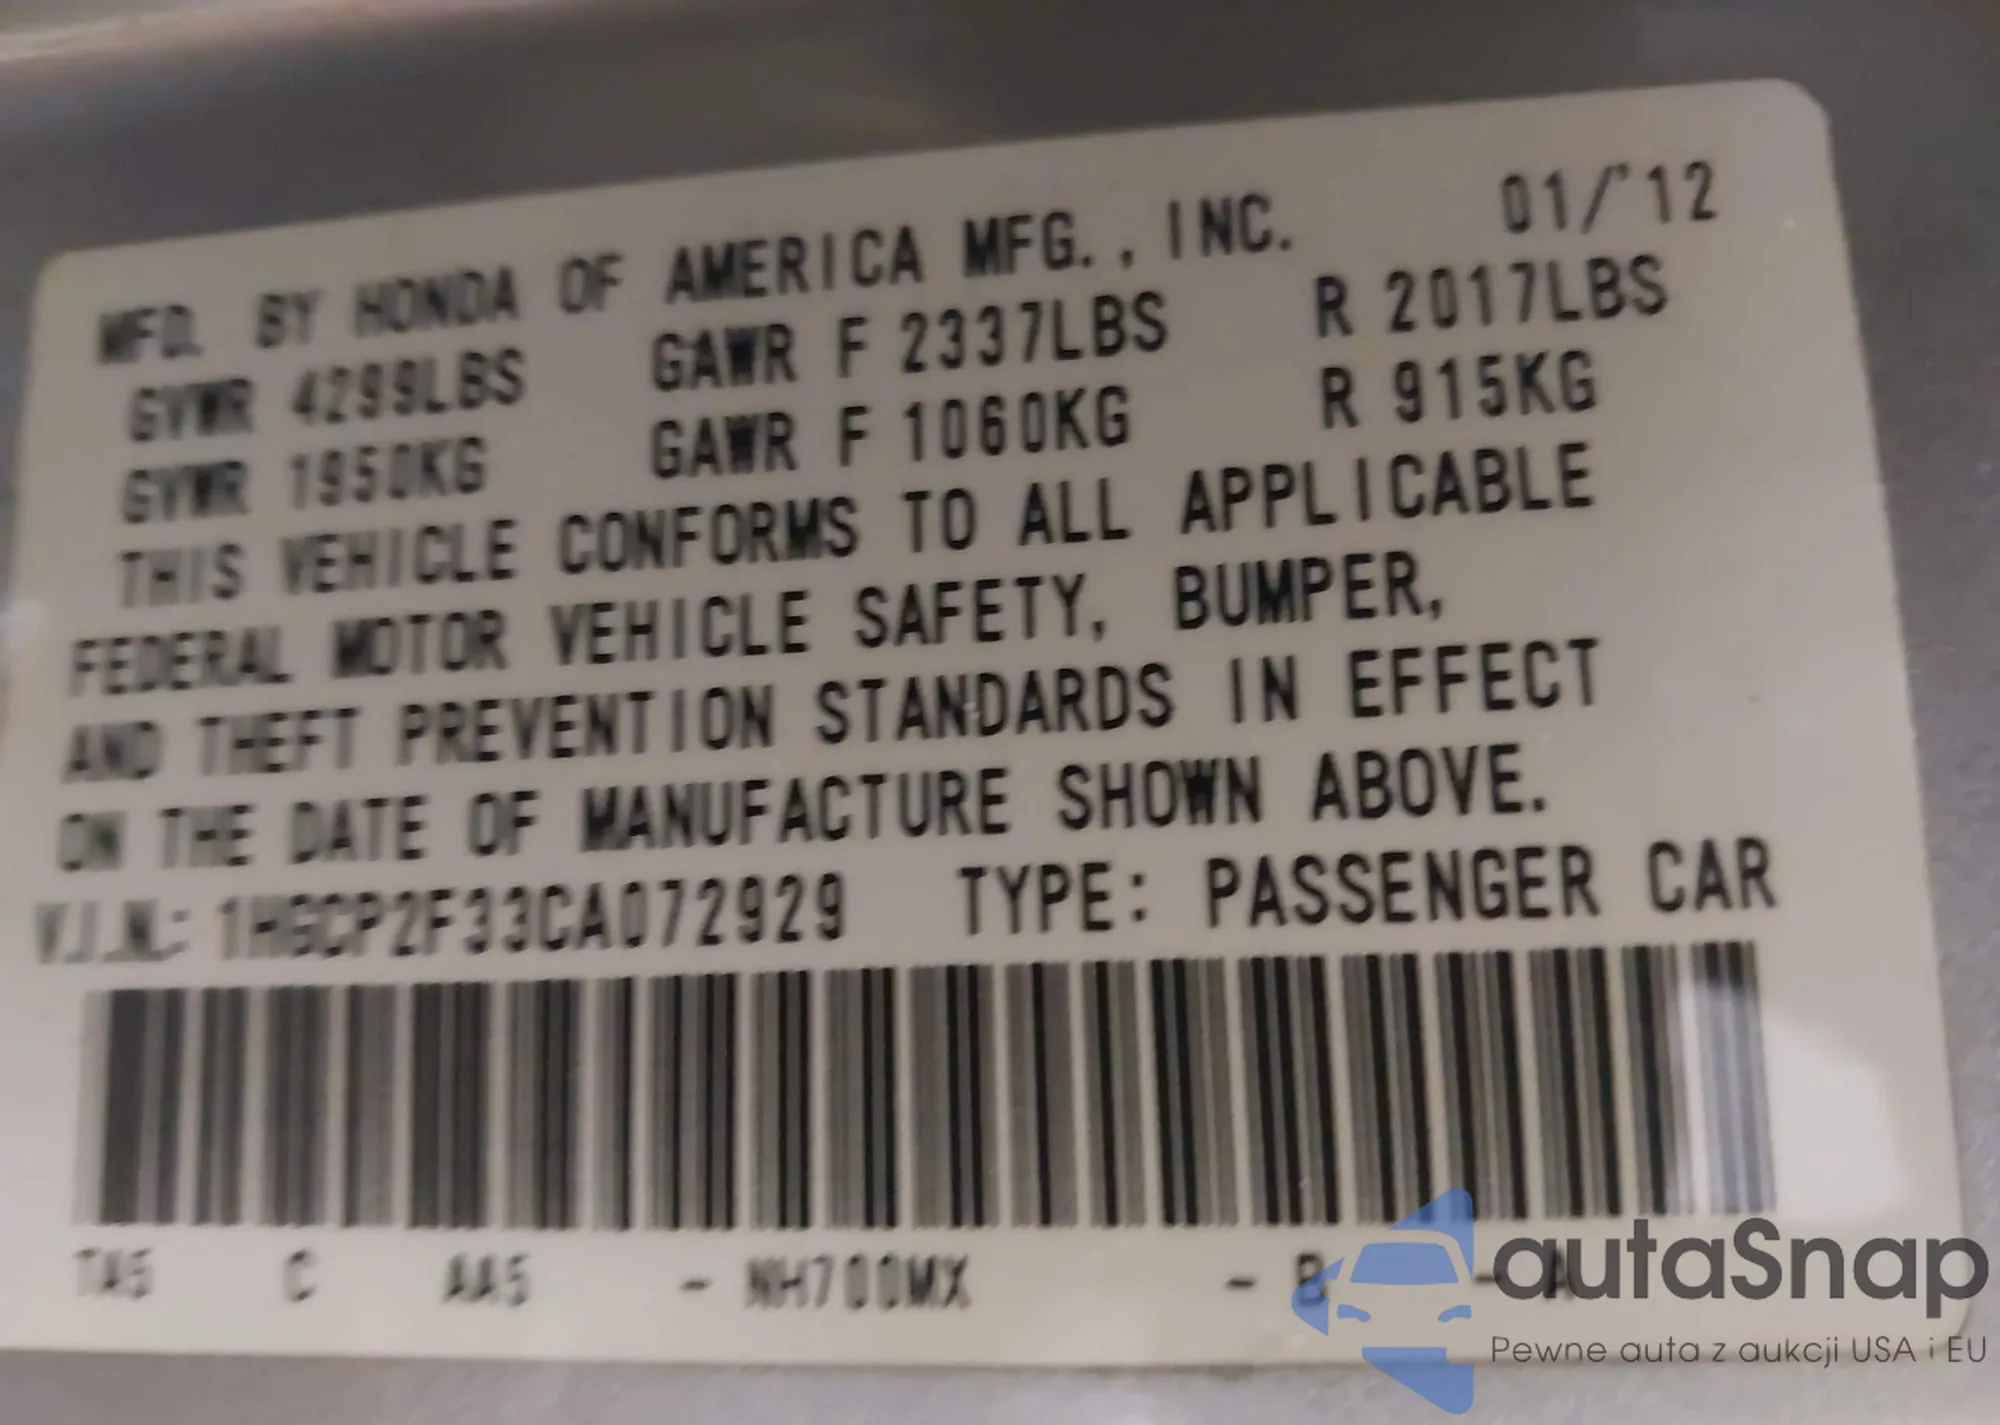 MFD. BY HONDA OF AMERICA MFG., INC. 01/'12
GVWR 4299LBS GAWR F 2337LBS R 2017LBS
GVWR 1950KG GAWR F 1060KG R 915KG
THIS VEHICLE CONFORMS TO ALL APPLICABLE
FEDERAL MOTOR VEHICLE SAFETY, BUMPER,
AND THEFT PREVENTION STANDARDS IN EFFECT
ON THE DATE OF MANUFACTURE SHOWN ABOVE.
V.I.N.: 1HGCP2F33CA072929 TYPE: PASSENGER CAR
TA5 C AA5 - NH700MX - B - A
autaSnap
Pewne auta z aukcji USA i EU